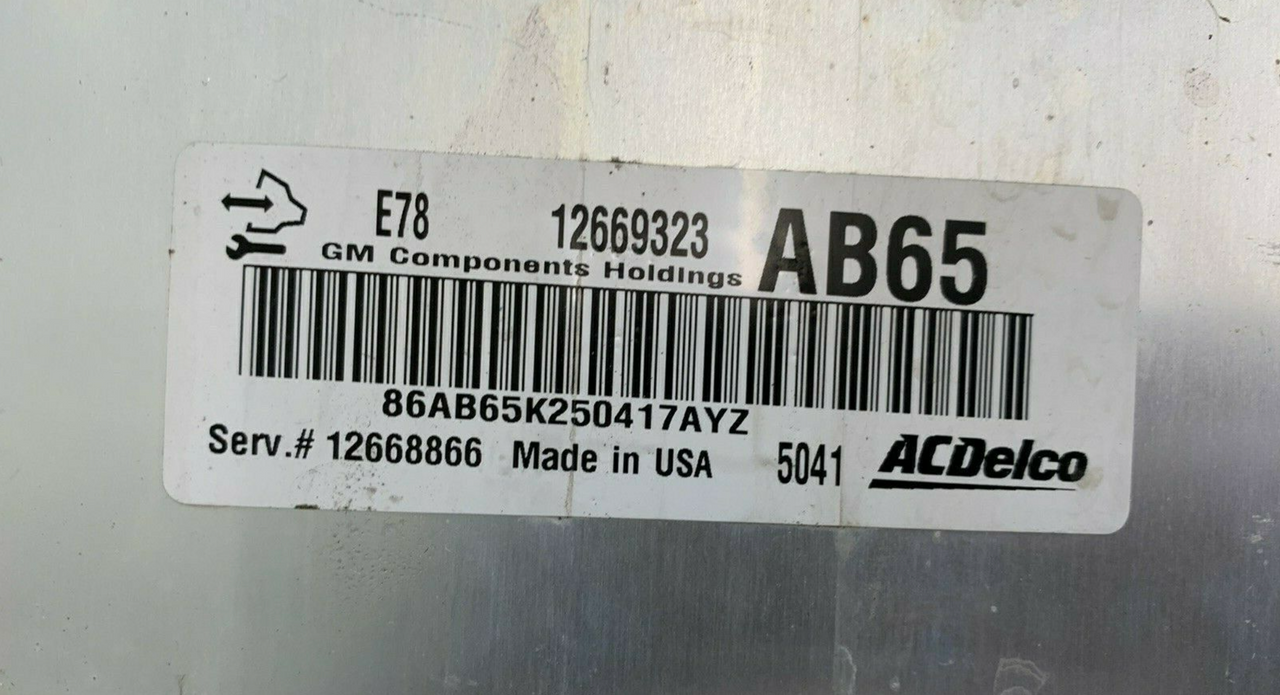 E78 12669323 AB65
GM Components Holdings
86AB65K250417AYZ
Serv.# 12668866 Made in USA 5041 ACDelco